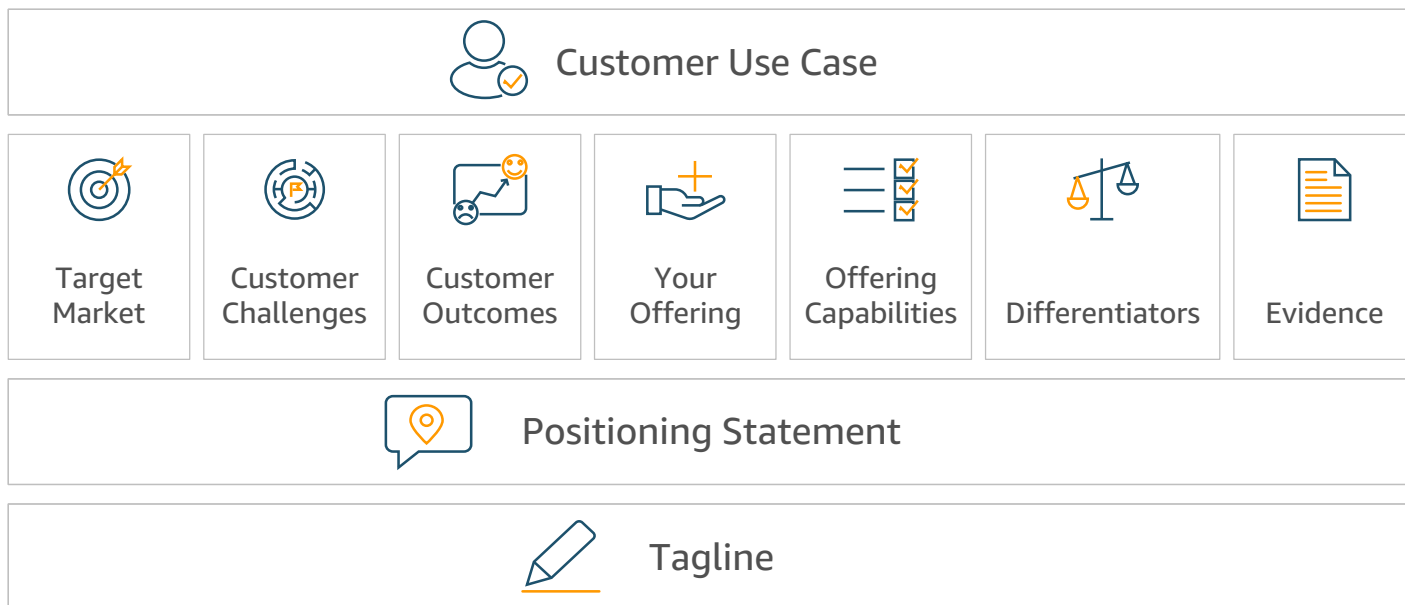 Customer Use Case
Target
Market
Customer
Challenges
Customer
Outcomes
Your
Offering
Offering
Capabilities
Differentiators
Evidence
Positioning Statement
Tagline